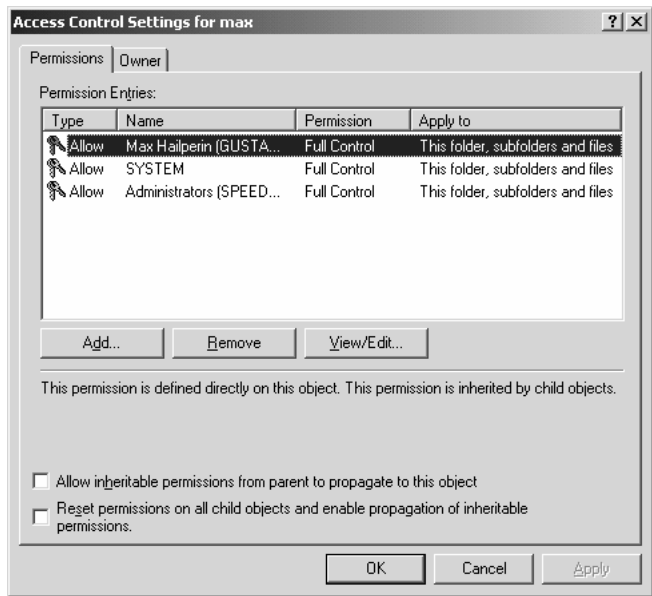 Access Control Settings for max
Permissions Owner
Permission Entries:
Type Name Permission Apply to
Allow Max Hailperin (GUSTA... Full Control This folder, subfolders and files
Allow SYSTEM Full Control This folder, subfolders and files
Allow Administrators (SPEED... Full Control This folder, subfolders and files
Add... Remove View/Edit...
This permission is defined directly on this object. This permission is inherited by child objects.
Allow inheritable permissions from parent to propagate to this object
Reset permissions on all child objects and enable propagation of inheritable
permissions.
OK Cancel Apply